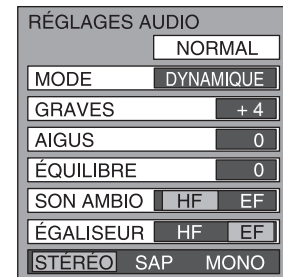 RÉGLAGES AUDIO
NORMAL
MODE DYNAMIQUE
GRAVES + 4
AIGUS 0
ÉQUILIBRE 0
SON AMBIO HF EF
ÉGALISEUR HF EF
STÉRÉO SAP MONO